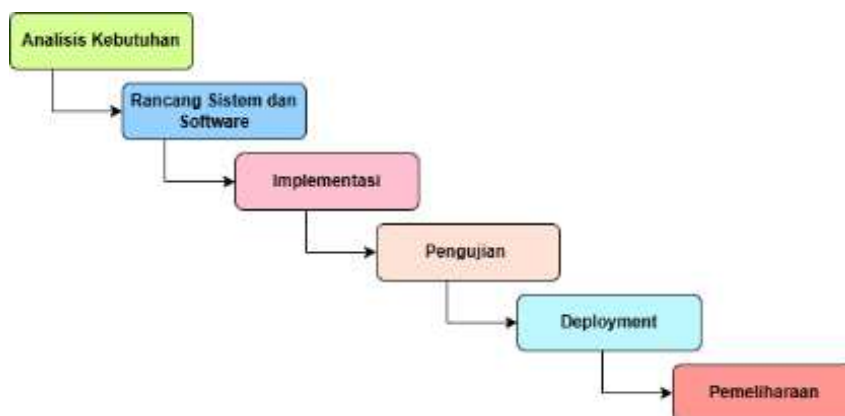 Analisis Kebutuhan
Rancang Sistem dan
Software
Implementasi
Pengujian
Deployment
Pemeliharaan